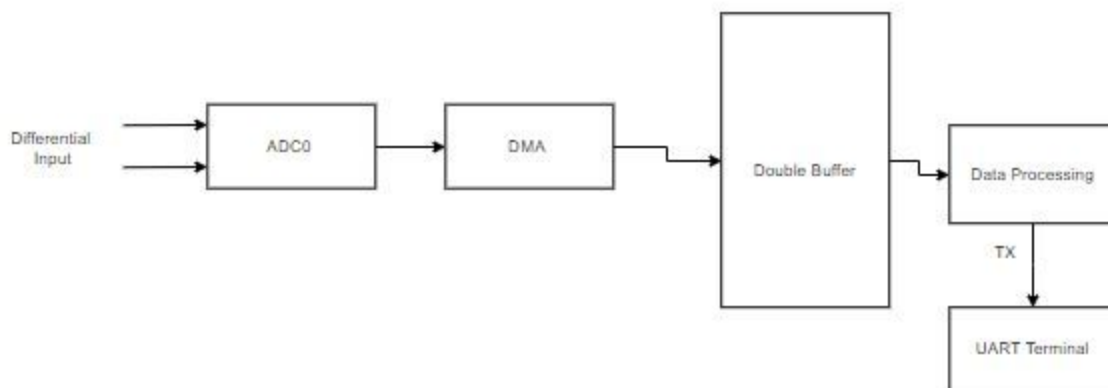 Differential
Input
ADC0
DMA
Double Buffer
Data Processing
TX
UART Terminal